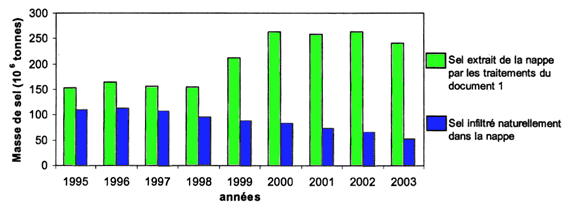 Masse de sel (10⁶ tonnes)
300
250
200
150
100
50
0
1995 1996 1997 1998 1999 2000 2001 2002 2003
années
Sel extrait de la nappe
par les traitements du
document 1
Sel infiltré naturellement
dans la nappe